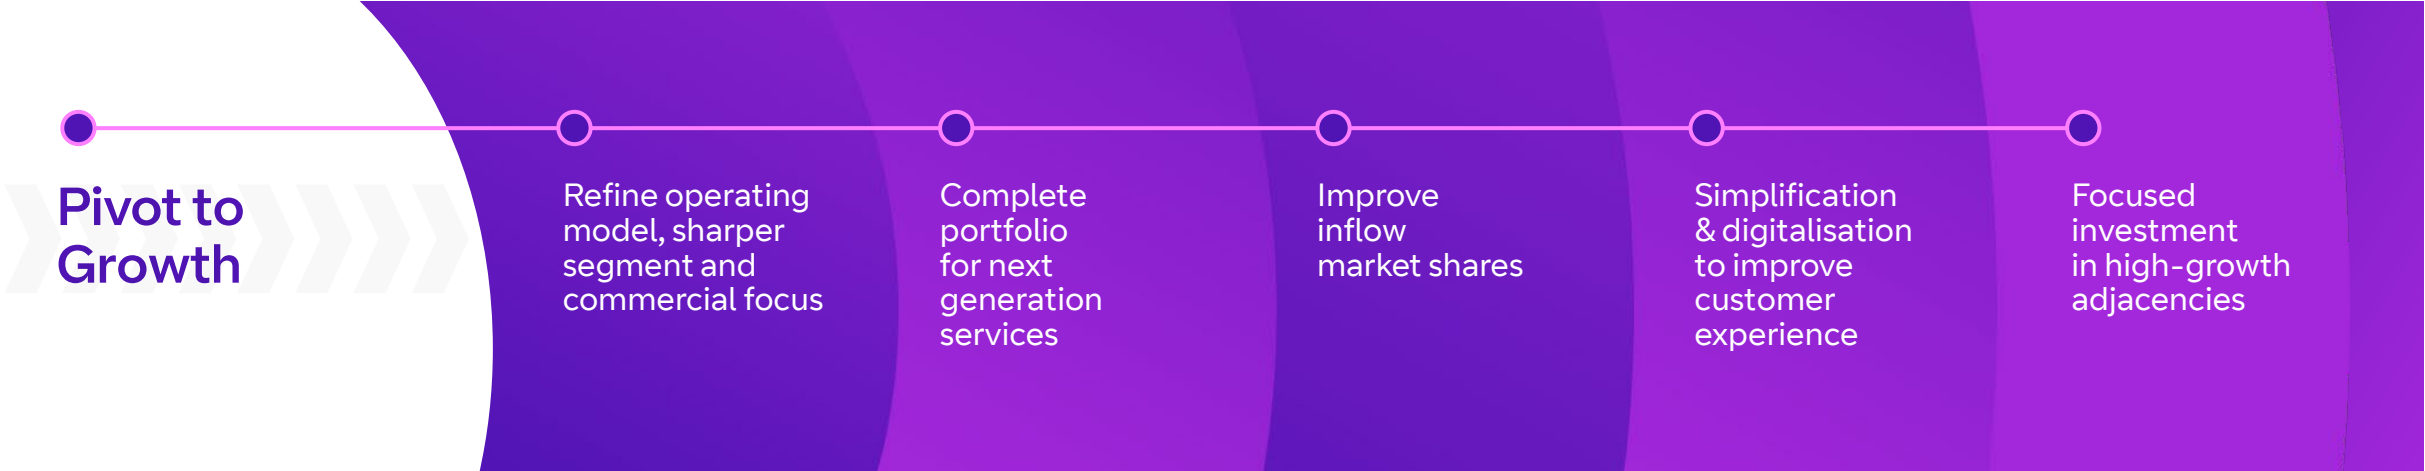 Pivot to
Growth
Refine operating
model, sharper
segment and
commercial focus
Complete
portfolio
for next
generation
services
Improve
inflow
market shares
Simplification
& digitalisation
to improve
customer
experience
Focused
investment
in high-growth
adjacencies